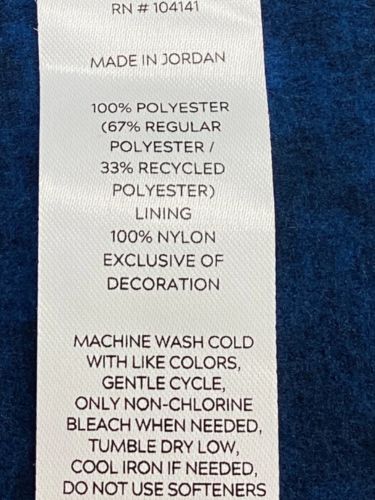 RN # 104141
MADE IN JORDAN
100% POLYESTER
(67% REGULAR
POLYESTER /
33% RECYCLED
POLYESTER)
LINING
100% NYLON
EXCLUSIVE OF
DECORATION
MACHINE WASH COLD
WITH LIKE COLORS,
GENTLE CYCLE,
ONLY NON-CHLORINE
BLEACH WHEN NEEDED,
TUMBLE DRY LOW,
COOL IRON IF NEEDED,
DO NOT USE SOFTENERS